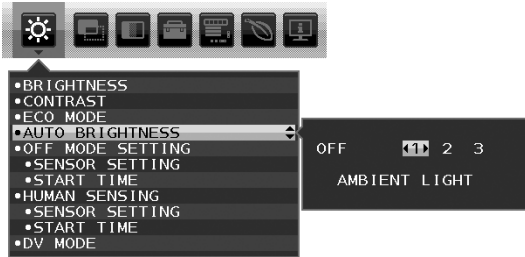 •BRIGHTNESS
•CONTRAST
•ECO MODE
•AUTO BRIGHTNESS
•OFF MODE SETTING
•SENSOR SETTING
•START TIME
•HUMAN SENSING
•SENSOR SETTING
•START TIME
•DV MODE
OFF 1 2 3
AMBIENT LIGHT